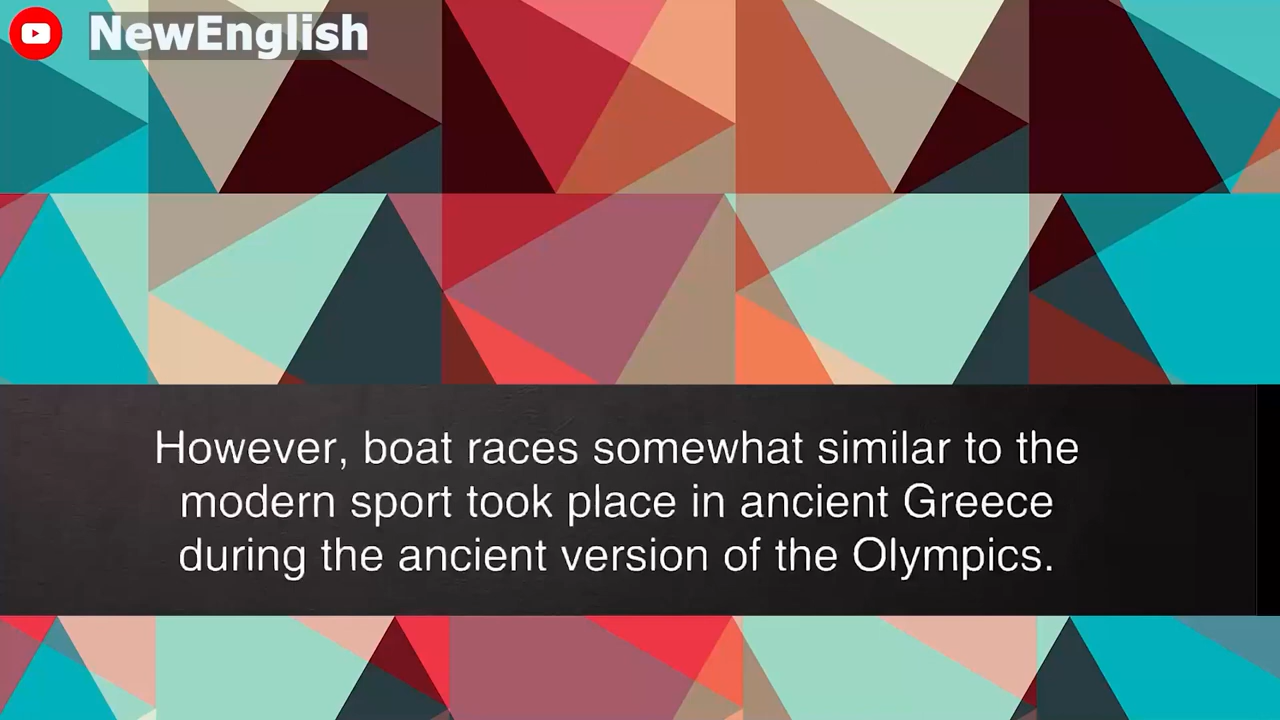 NewEnglish
However, boat races somewhat similar to the
modern sport took place in ancient Greece
during the ancient version of the Olympics.